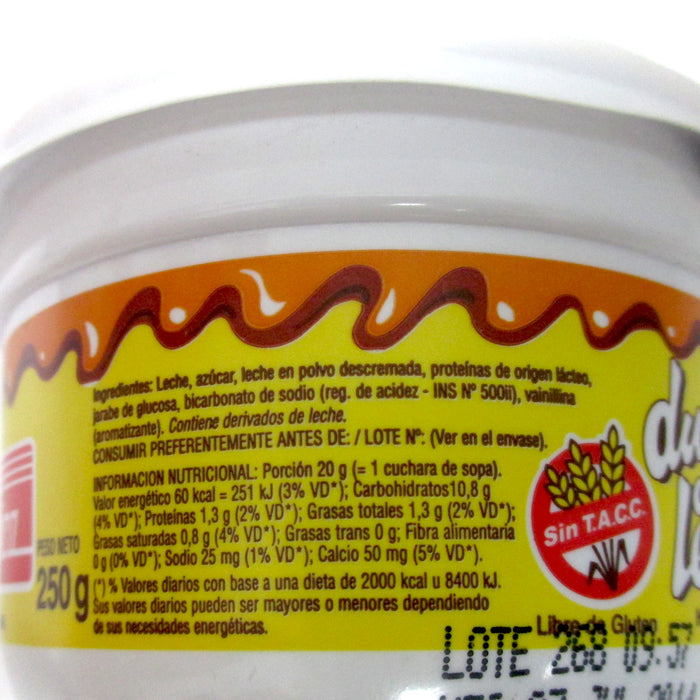 Ingredientes: Leche, azúcar, leche en polvo descremada, proteínas de origen lácteo,
jarabe de glucosa, bicarbonato de sodio (reg. de acidez - INS Nº 500ii), vainillina
(aromatizante). Contiene derivados de leche.
CONSUMIR PREFERENTEMENTE ANTES DE: / LOTE Nº: (Ver en el envase).
INFORMACION NUTRICIONAL: Porción 20 g (= 1 cuchara de sopa).
Valor energético 60 kcal = 251 kJ (3% VD*); Carbohidratos10,8 g
(4% VD*); Proteínas 1,3 g (2% VD*); Grasas totales 1,3 g (2% VD*);
Grasas saturadas 0,8 g (4% VD*); Grasas trans 0 g; Fibra alimentaria
0 g (0% VD*); Sodio 25 mg (1% VD*); Calcio 50 mg (5% VD*).
(*) % Valores diarios con base a una dieta de 2000 kcal u 8400 kJ.
Sus valores diarios pueden ser mayores o menores dependiendo
de sus necesidades energéticas.
PESO NETO
250 g
Sin T.A.C.C.
Libre de Gluten
LOTE 268 09:57